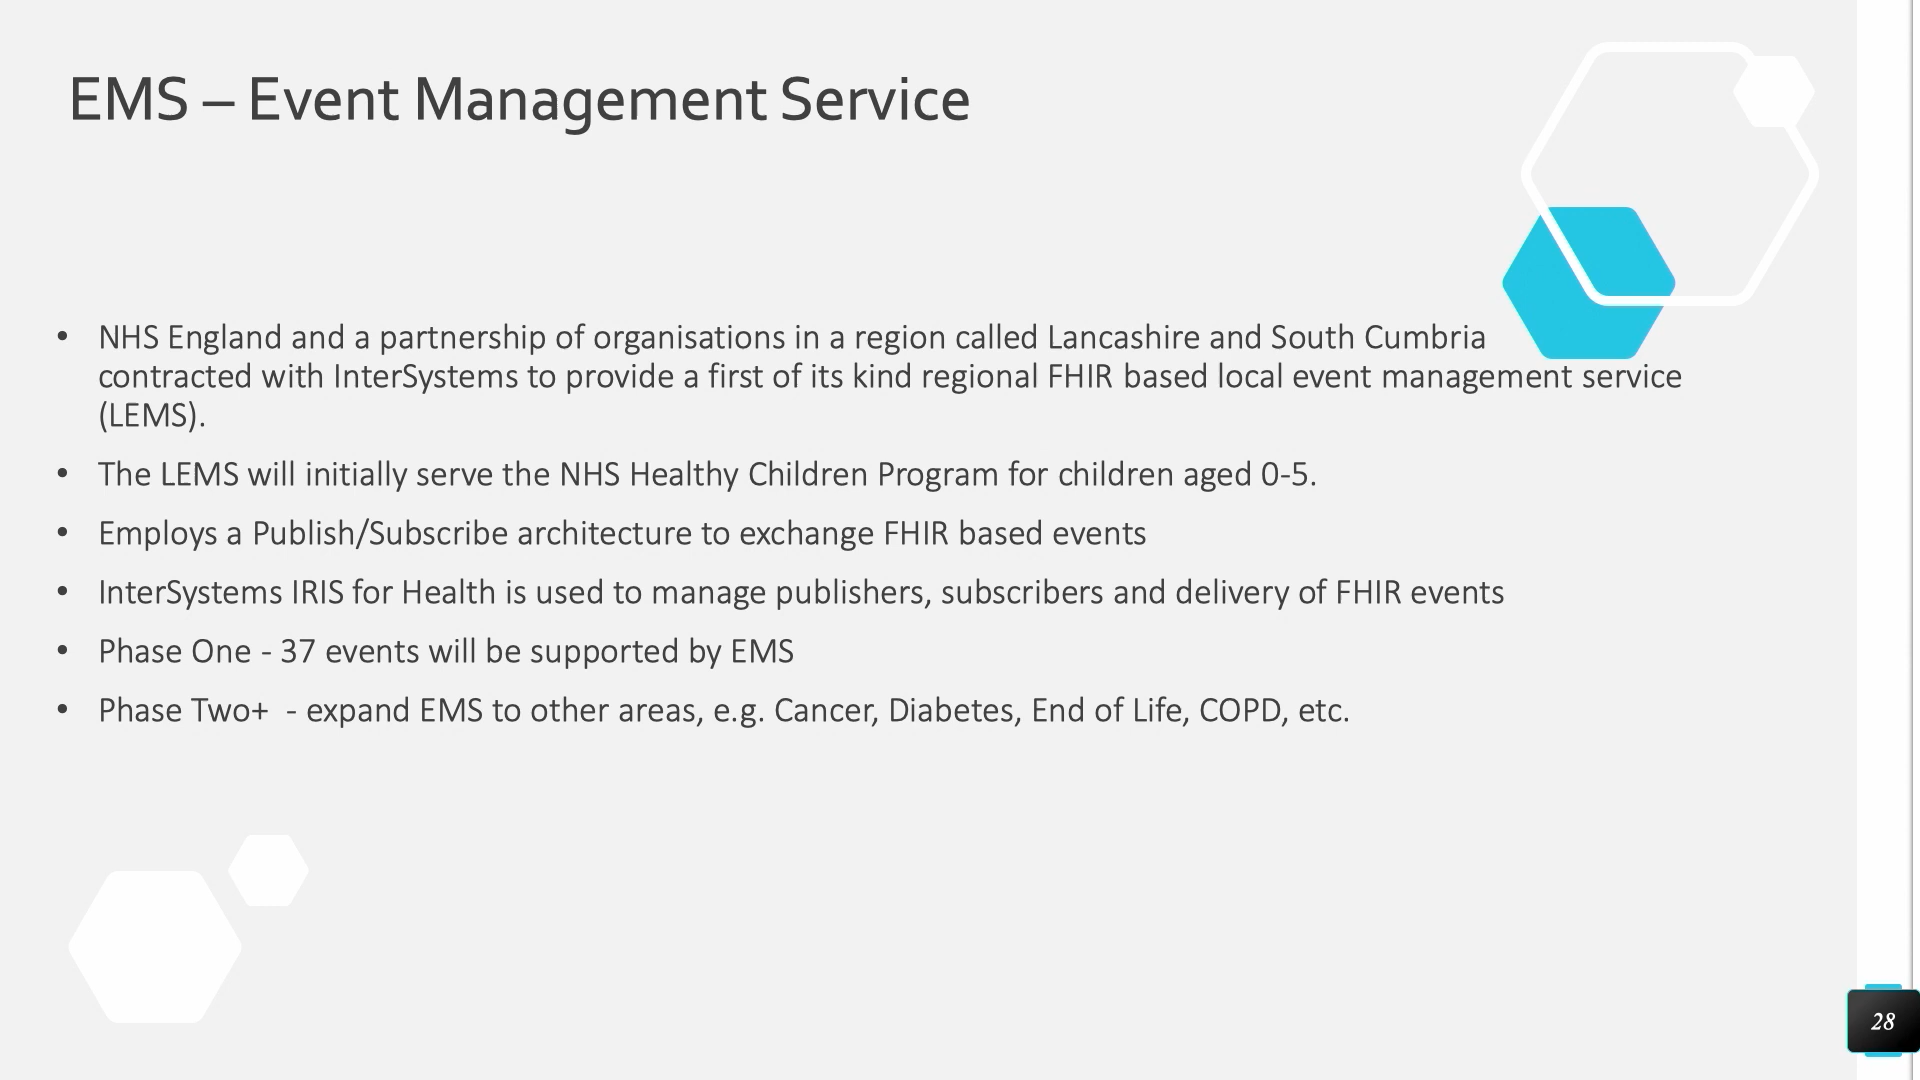 EMS – Event Management Service
• NHS England and a partnership of organisations in a region called Lancashire and South Cumbria
contracted with InterSystems to provide a first of its kind regional FHIR based local event management service
(LEMS).
• The LEMS will initially serve the NHS Healthy Children Program for children aged 0-5.
• Employs a Publish/Subscribe architecture to exchange FHIR based events
• InterSystems IRIS for Health is used to manage publishers, subscribers and delivery of FHIR events
• Phase One - 37 events will be supported by EMS
• Phase Two+  - expand EMS to other areas, e.g. Cancer, Diabetes, End of Life, COPD, etc.
28